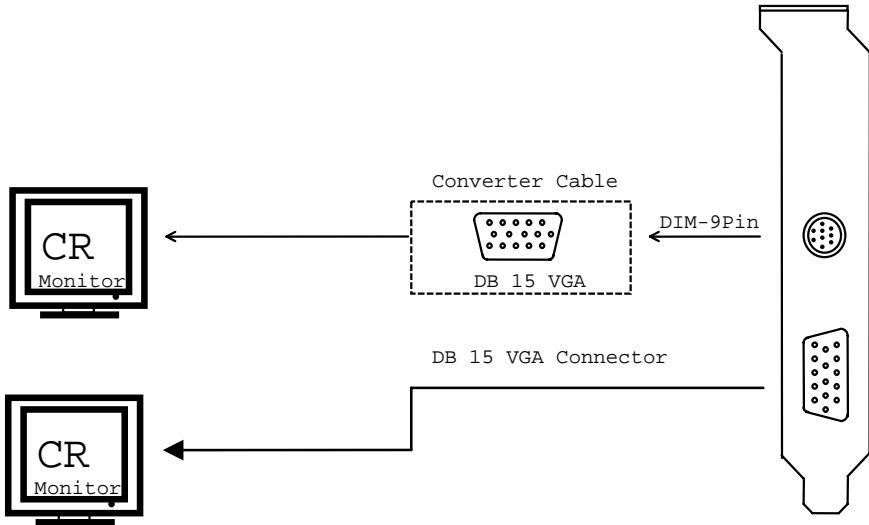 Converter Cable
DIM-9Pin
CR
Monitor
DB 15 VGA
DB 15 VGA Connector
CR
Monitor